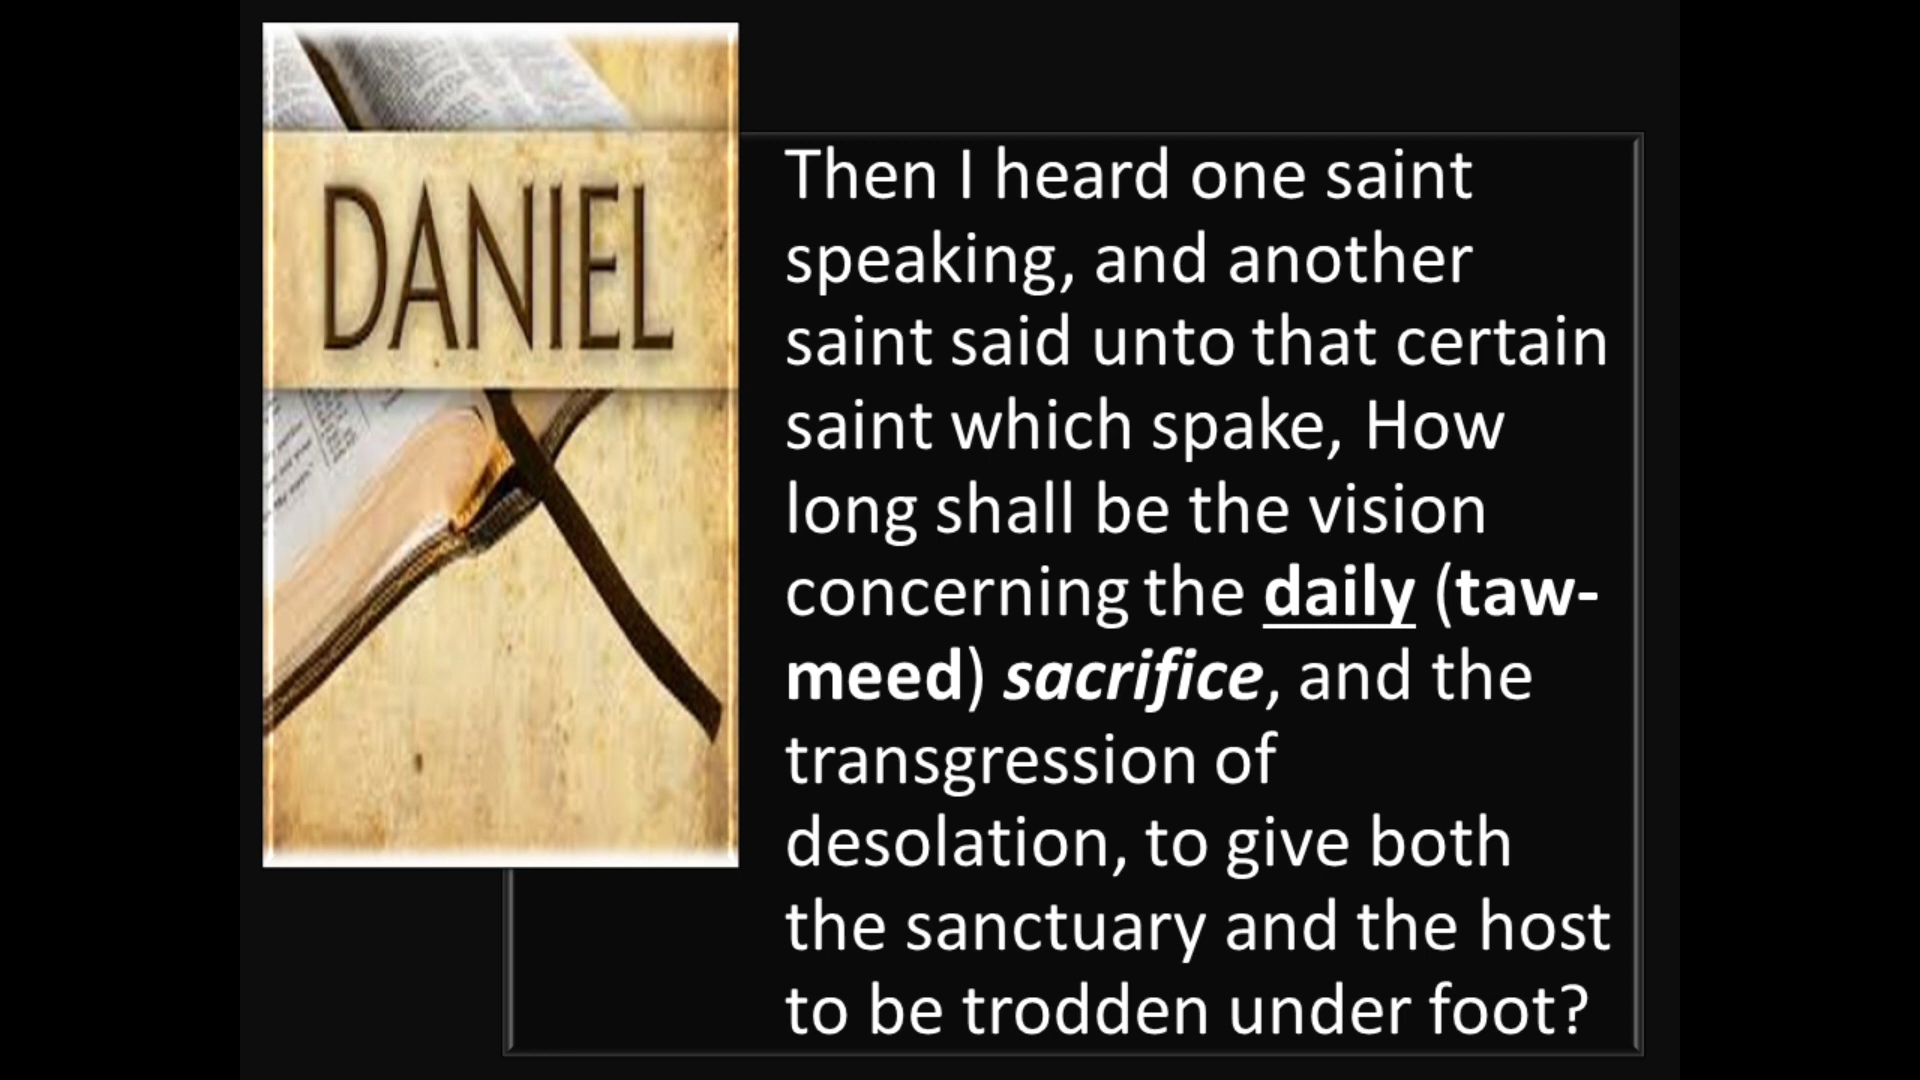 DANIEL
Then I heard one saint
speaking, and another
saint said unto that certain
saint which spake, How
long shall be the vision
concerning the daily (taw-
meed) sacrifice, and the
transgression of
desolation, to give both
the sanctuary and the host
to be trodden under foot?